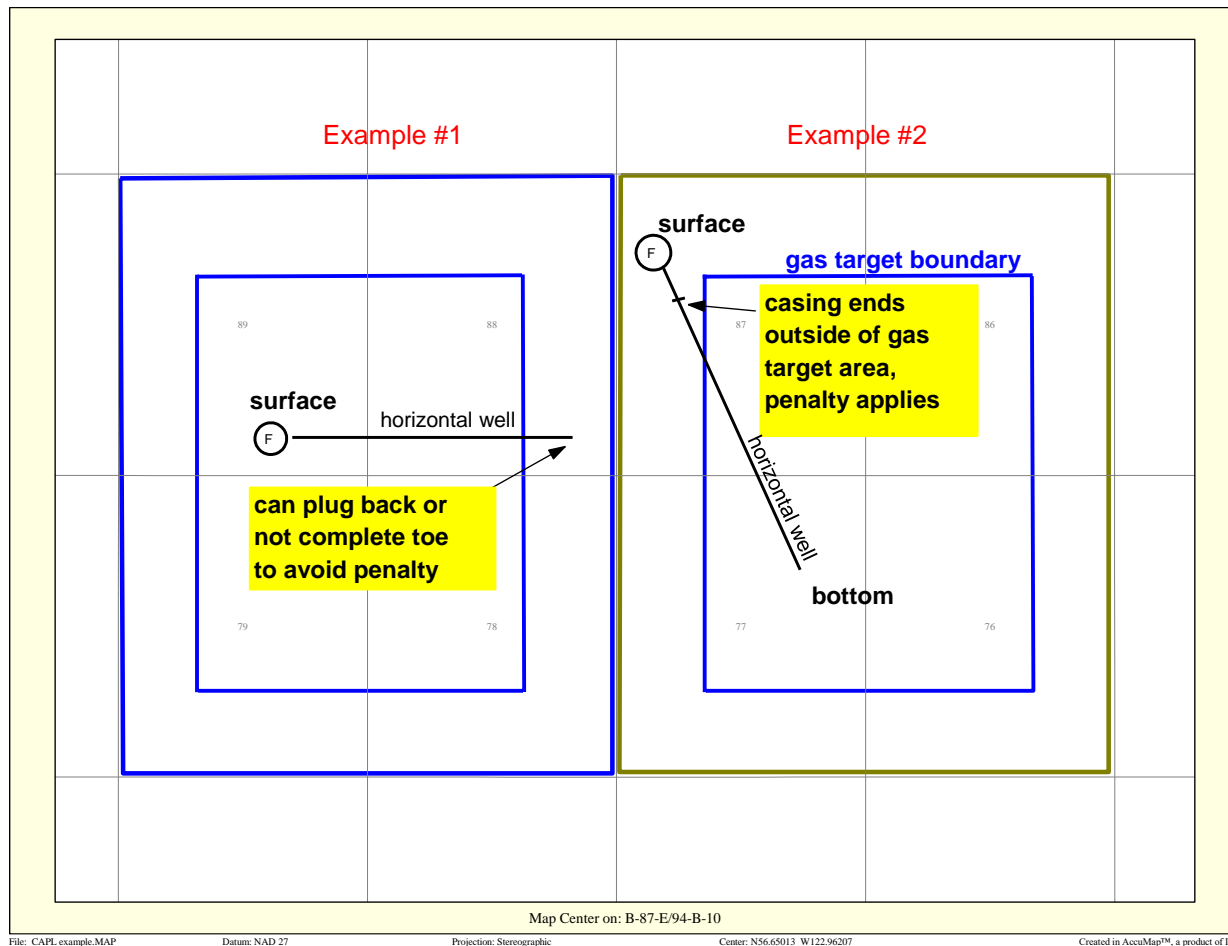 Example #1
Example #2
surface
F
gas target boundary
casing ends
outside of gas
target area,
penalty applies
89
88
87
86
surface
F
horizontal well
horizontal well
can plug back or
not complete toe
to avoid penalty
bottom
79
78
77
76
Map Center on: B-87-E/94-B-10
File: CAPL example.MAP
Datum: NAD 27
Projection: Stereographic
Center: N56.65013 W122.96207
Created in AccuMap™, a product of